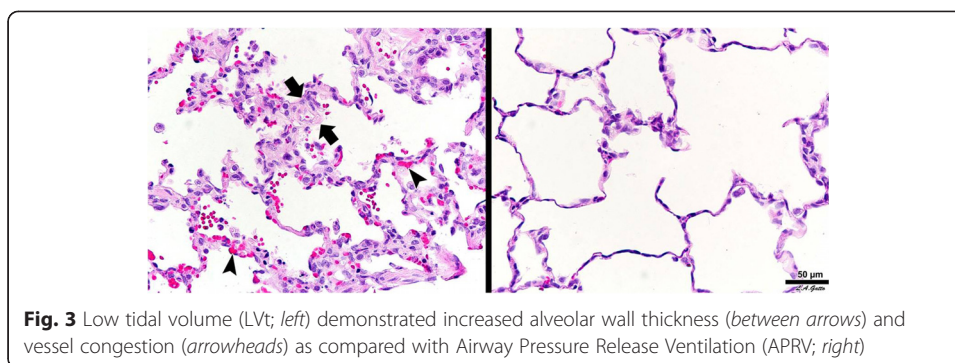 50 µm
L.A.Gatto
Fig. 3 Low tidal volume (LVt; left) demonstrated increased alveolar wall thickness (between arrows) and
vessel congestion (arrowheads) as compared with Airway Pressure Release Ventilation (APRV; right)